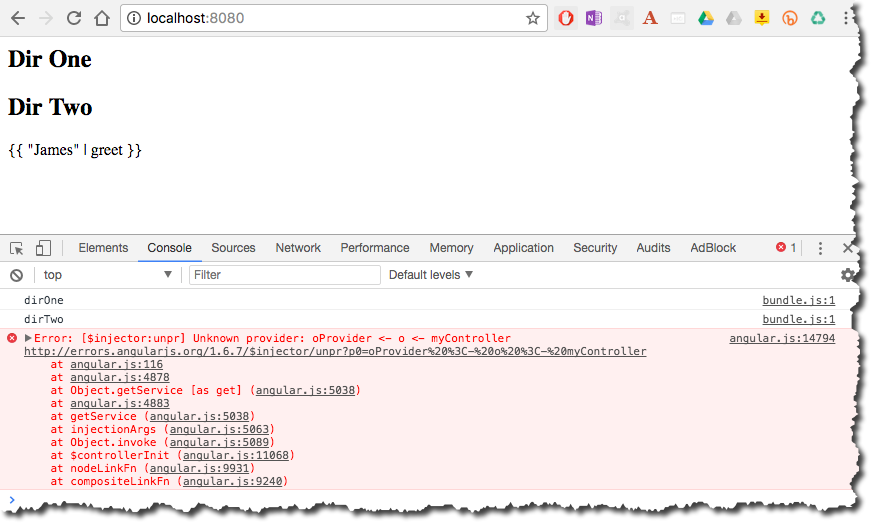 localhost:8080
Dir One
Dir Two
{{ "James" | greet }}
Elements Console Sources Network Performance Memory Application Security Audits AdBlock 1
top Filter Default levels
dirOne bundle.js:1
dirTwo bundle.js:1
Error: [$injector:unpr] Unknown provider: oProvider <- o <- myController angular.js:14794
http://errors.angularjs.org/1.6.7/$injector/unpr?p0=oProvider%20%3C-%20o%20%3C-%20myController
at angular.js:116
at angular.js:4878
at Object.getService [as get] (angular.js:5038)
at angular.js:4883
at getService (angular.js:5038)
at injectionArgs (angular.js:5063)
at Object.invoke (angular.js:5089)
at $controllerInit (angular.js:11068)
at nodeLinkFn (angular.js:9931)
at compositeLinkFn (angular.js:9240)